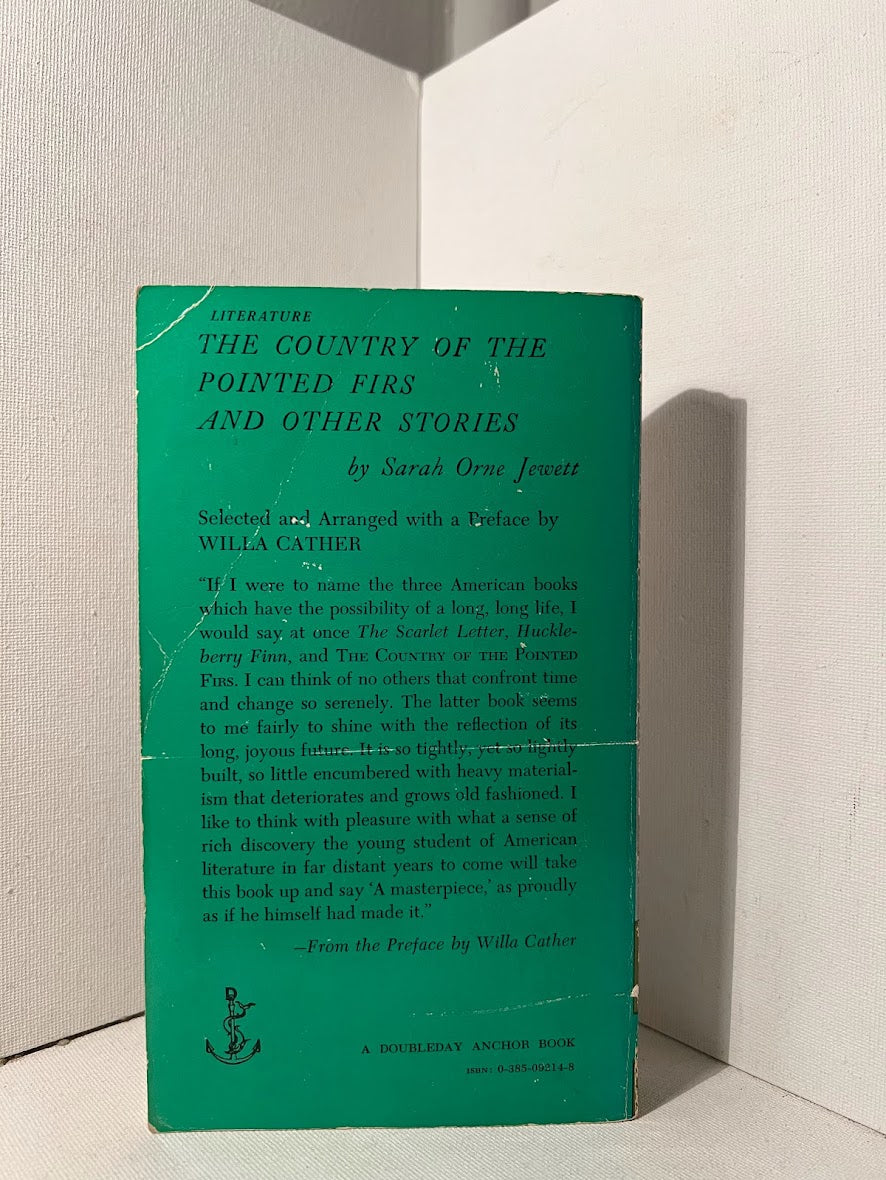 LITERATURE
THE COUNTRY OF THE
POINTED FIRS
AND OTHER STORIES
by Sarah Orne Jewett
Selected and Arranged with a Preface by
WILLA CATHER
“If I were to name the three American books
which have the possibility of a long, long life, I
would say at once The Scarlet Letter, Huckle-
berry Finn, and THE COUNTRY OF THE POINTED
FIRS. I can think of no others that confront time
and change so serenely. The latter book seems
to me fairly to shine with the reflection of its
long, joyous future. It is so tightly, yet so lightly
built, so little encumbered with heavy material-
ism that deteriorates and grows old fashioned. I
like to think with pleasure with what a sense of
rich discovery the young student of American
literature in far distant years to come will take
this book up and say ‘A masterpiece,’ as proudly
as if he himself had made it.”
—From the Preface by Willa Cather
D
A DOUBLEDAY ANCHOR BOOK
ISBN: 0-385-09214-8